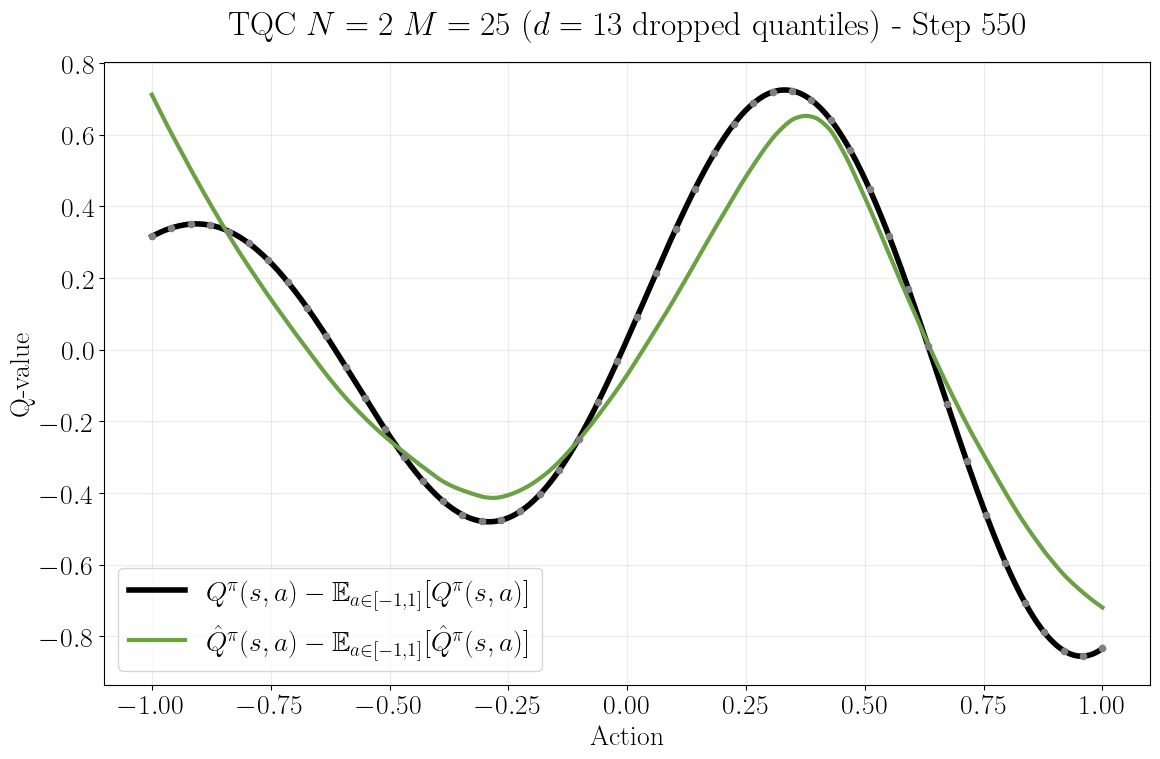 TQC N = 2 M = 25 (d = 13 dropped quantiles) - Step 550
Q-value
0.8
0.6
0.4
0.2
0.0
−0.2
−0.4
−0.6
−0.8
Q^π(s, a) − 𝔼_{a∈[−1,1]}[Q^π(s, a)]
Q̂^π(s, a) − 𝔼_{a∈[−1,1]}[Q̂^π(s, a)]
−1.00 −0.75 −0.50 −0.25 0.00 0.25 0.50 0.75 1.00
Action